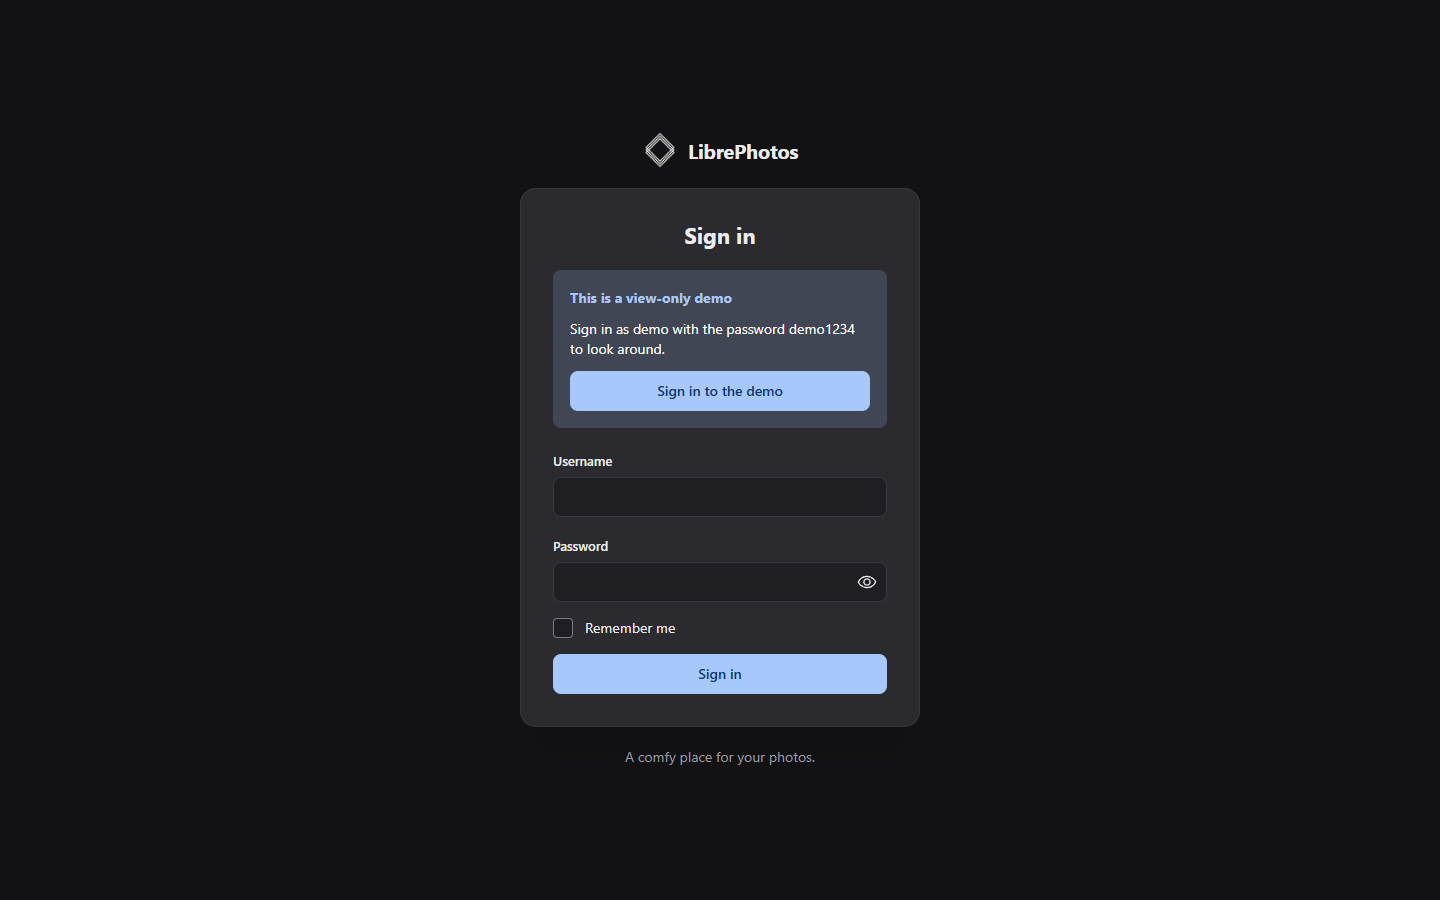 LibrePhotos
Sign in
This is a view-only demo
Sign in as demo with the password demo1234
to look around.
Sign in to the demo
Username
Password
Remember me
Sign in
A comfy place for your photos.